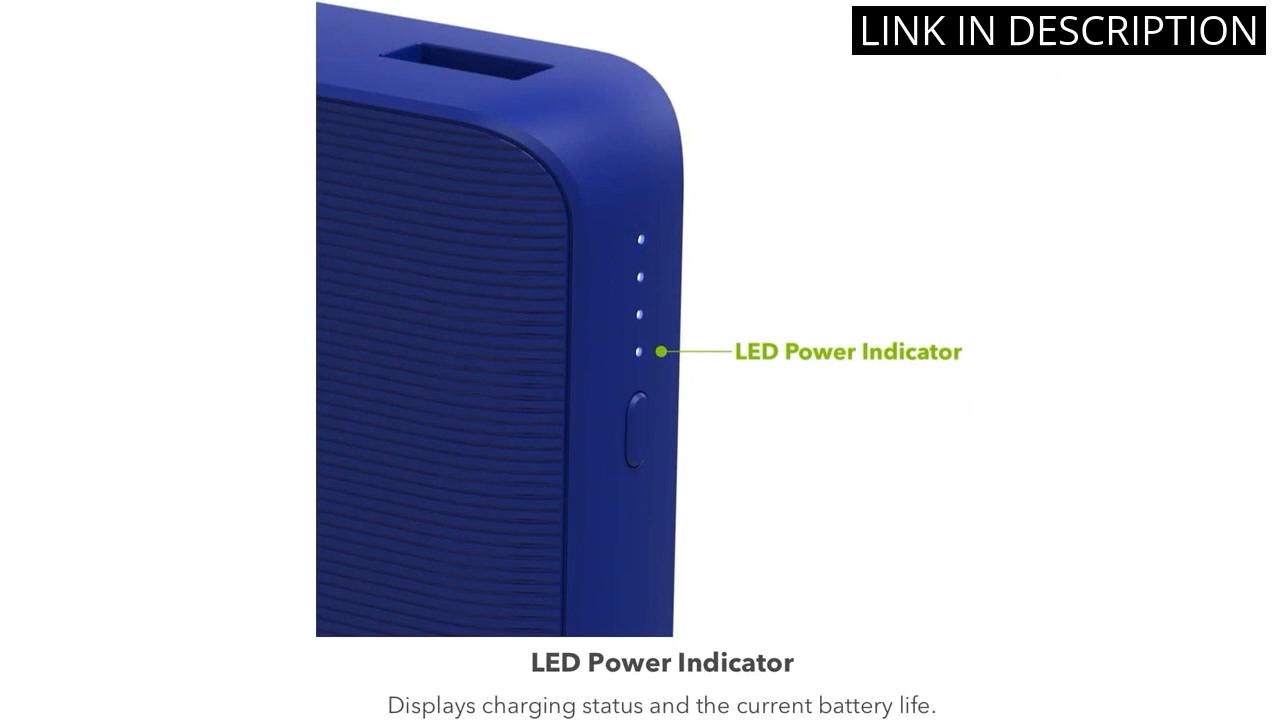 LINK IN DESCRIPTION
LED Power Indicator
LED Power Indicator
Displays charging status and the current battery life.